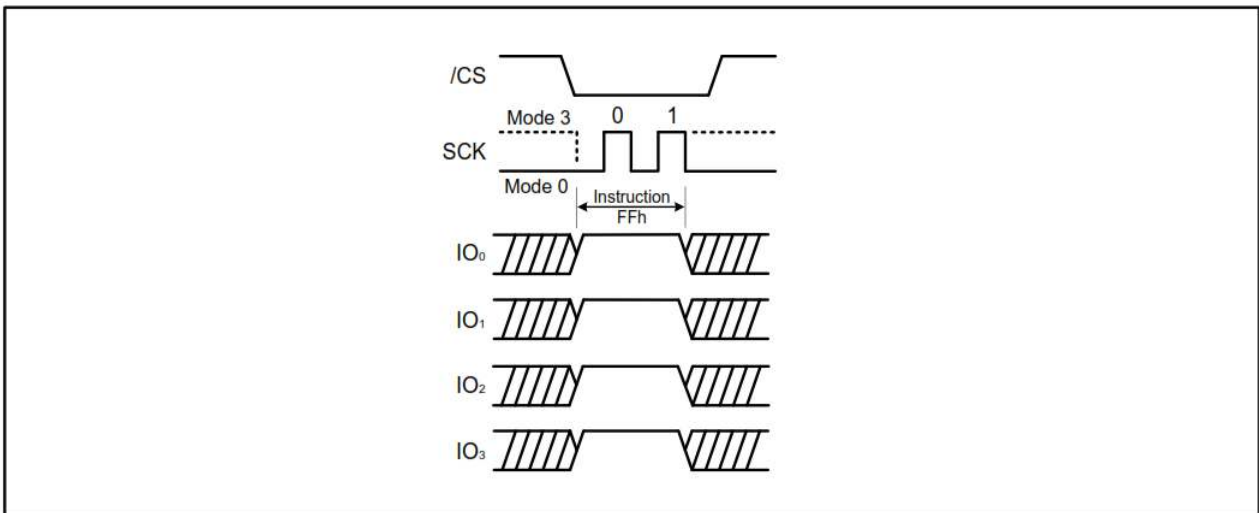 /CS
Mode 3 0 1
SCK
Mode 0
Instruction
FFh
IO₀
IO₁
IO₂
IO₃